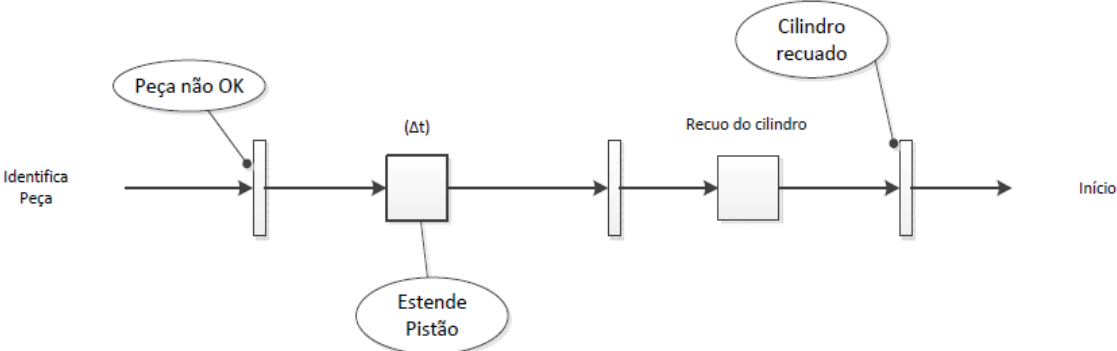 Cilindro
recuado
Peça não OK
(Δt)
Recuo do cilindro
Identifica
Peça
Início
Estende
Pistão